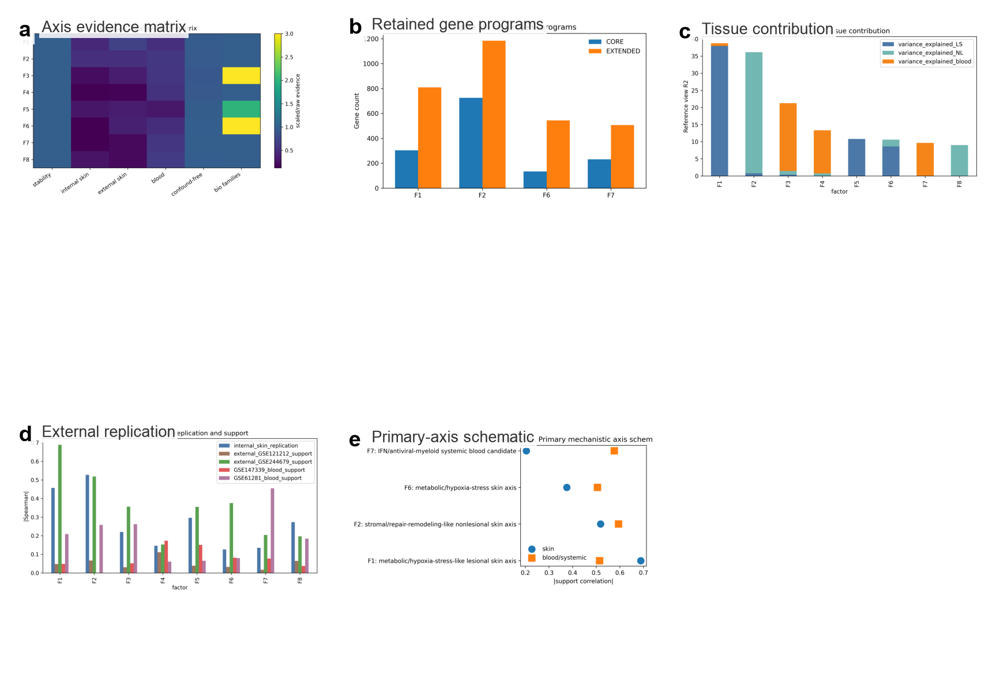 a Axis evidence matrix
rix
F1
F2
F3
F4
F5
F6
F7
F8
stability
internal skin
external skin
blood
confound-free
bio families
3.0
2.5
2.0
1.5
1.0
0.5
scaled/raw evidence
b Retained gene programs
rograms
1200
1000
800
600
400
200
0
Gene count
CORE
EXTENDED
F1
F2
F6
F7
c Tissue contribution
sue contribution
40
35
30
25
20
15
10
5
0
Reference view R2
variance_explained_LS
variance_explained_NL
variance_explained_blood
F1
F2
F3
F4
F5
F6
F7
F8
factor
d External replication
eplication and support
0.7
0.6
0.5
0.4
0.3
0.2
0.1
0.0
|Spearman|
internal_skin_replication
external_GSE121212_support
external_GSE244679_support
GSE147339_blood_support
GSE61281_blood_support
F1
F2
F3
F4
F5
F6
F7
F8
factor
e Primary-axis schematic
Primary mechanistic axis schem
F7: IFN/antiviral-myeloid systemic blood candidate
F6: metabolic/hypoxia-stress skin axis
F2: stromal/repair-remodeling-like nonlesional skin axis
F1: metabolic/hypoxia-stress-like lesional skin axis
skin
blood/systemic
0.2
0.3
0.4
0.5
0.6
0.7
|support correlation|